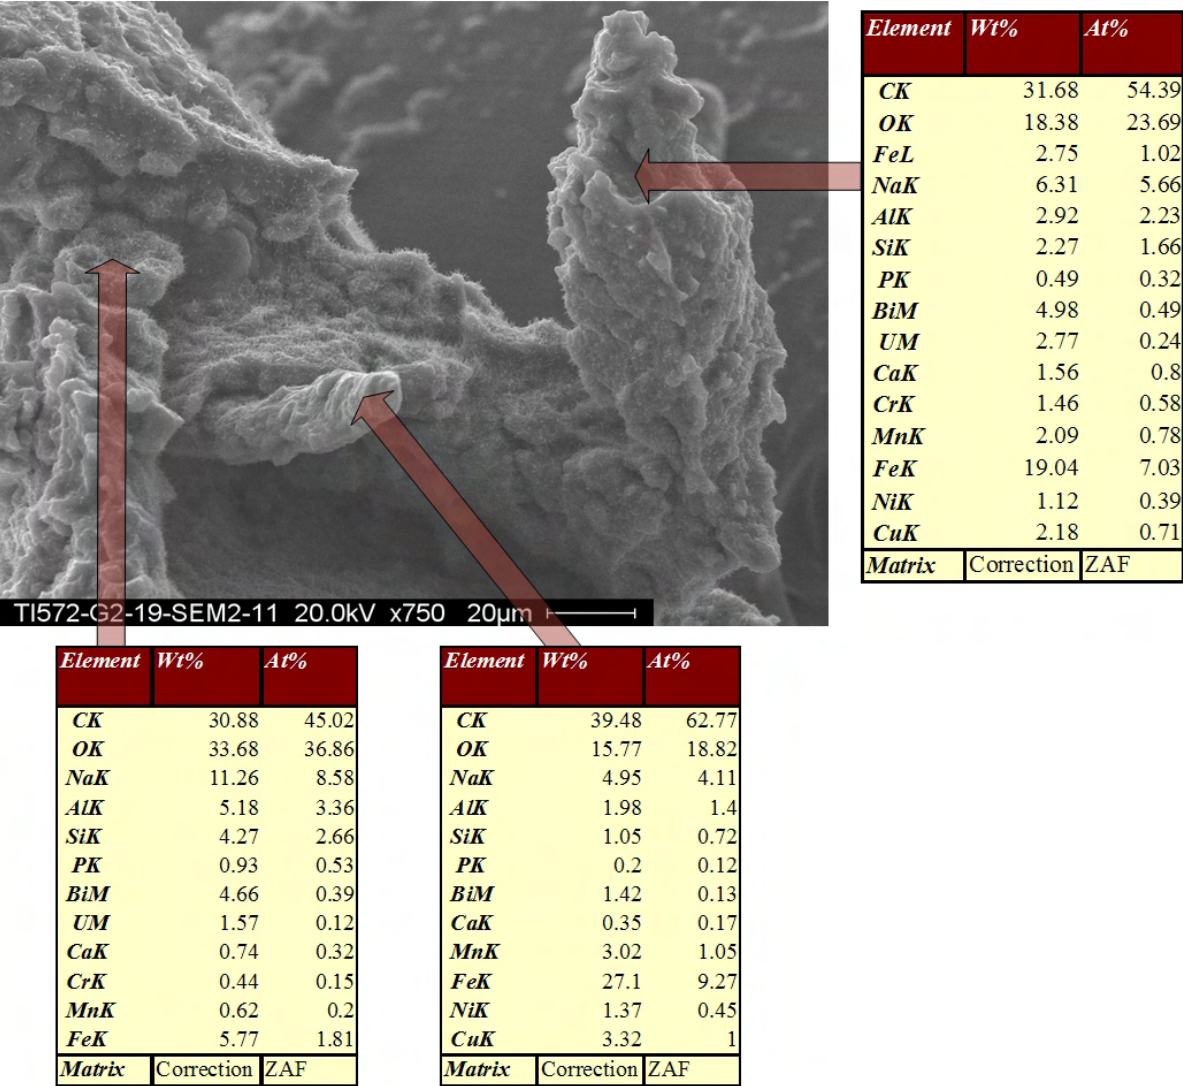 Element Wt% At%
CK 31.68 54.39
OK 18.38 23.69
FeL 2.75 1.02
NaK 6.31 5.66
AlK 2.92 2.23
SiK 2.27 1.66
PK 0.49 0.32
BiM 4.98 0.49
UM 2.77 0.24
CaK 1.56 0.8
CrK 1.46 0.58
MnK 2.09 0.78
FeK 19.04 7.03
NiK 1.12 0.39
CuK 2.18 0.71
Matrix Correction ZAF
TI572-G2-19-SEM2-11 20.0kV x750 20µm
Element Wt% At%
CK 30.88 45.02
OK 33.68 36.86
NaK 11.26 8.58
AlK 5.18 3.36
SiK 4.27 2.66
PK 0.93 0.53
BiM 4.66 0.39
UM 1.57 0.12
CaK 0.74 0.32
CrK 0.44 0.15
MnK 0.62 0.2
FeK 5.77 1.81
Matrix Correction ZAF
Element Wt% At%
CK 39.48 62.77
OK 15.77 18.82
NaK 4.95 4.11
AlK 1.98 1.4
SiK 1.05 0.72
PK 0.2 0.12
BiM 1.42 0.13
CaK 0.35 0.17
MnK 3.02 1.05
FeK 27.1 9.27
NiK 1.37 0.45
CuK 3.32 1
Matrix Correction ZAF